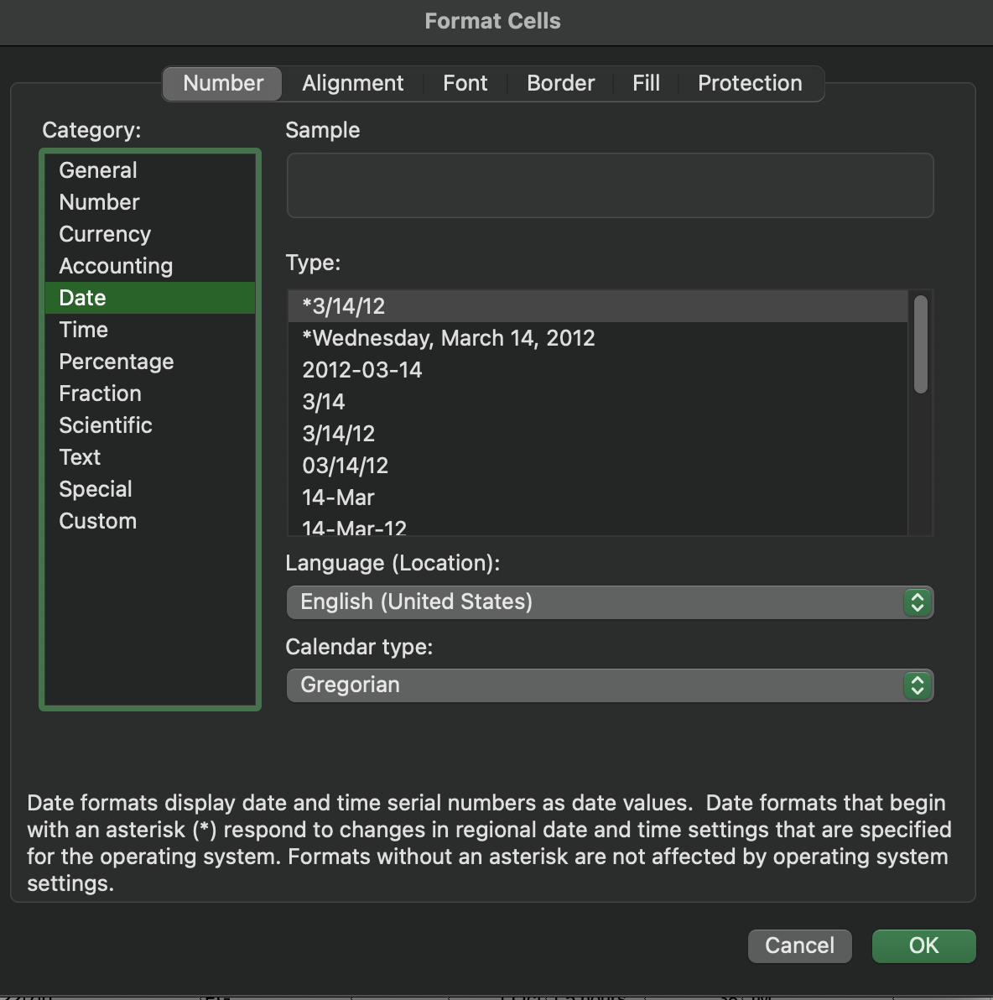 Format Cells
Number Alignment Font Border Fill Protection
Category:
General
Number
Currency
Accounting
Date
Time
Percentage
Fraction
Scientific
Text
Special
Custom
Sample
Type:
*3/14/12
*Wednesday, March 14, 2012
2012-03-14
3/14
3/14/12
03/14/12
14-Mar
14-Mar-12
Language (Location):
English (United States)
Calendar type:
Gregorian
Date formats display date and time serial numbers as date values.  Date formats that begin
with an asterisk (*) respond to changes in regional date and time settings that are specified
for the operating system. Formats without an asterisk are not affected by operating system
settings.
Cancel OK